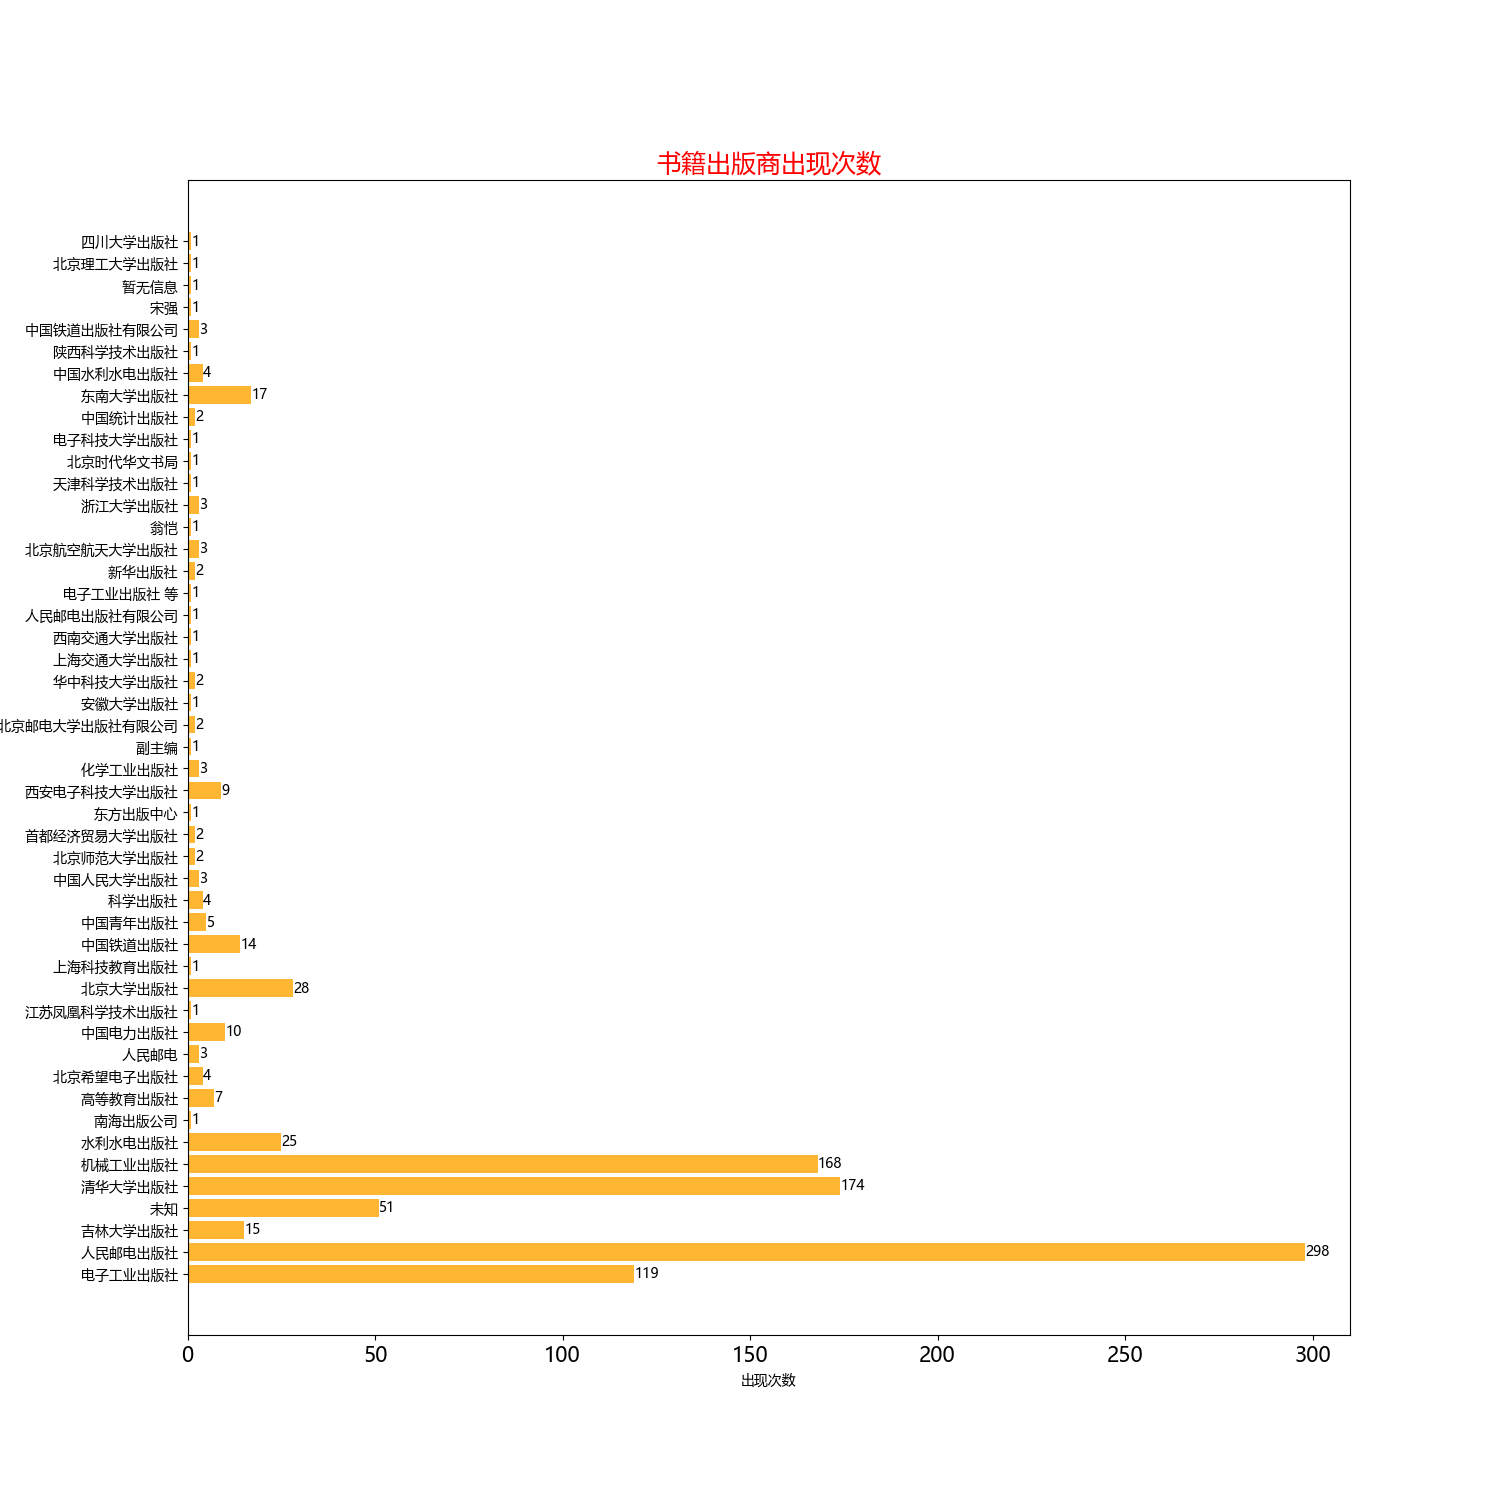 书籍出版商出现次数
四川大学出版社 1
北京理工大学出版社 1
暂无信息 1
宋强 1
中国铁道出版社有限公司 3
陕西科学技术出版社 1
中国水利水电出版社 4
东南大学出版社 17
中国统计出版社 2
电子科技大学出版社 1
北京时代华文书局 1
天津科学技术出版社 1
浙江大学出版社 3
翁恺 1
北京航空航天大学出版社 3
新华出版社 2
电子工业出版社 等 1
人民邮电出版社有限公司 1
西南交通大学出版社 1
上海交通大学出版社 1
华中科技大学出版社 2
安徽大学出版社 1
北京邮电大学出版社有限公司 2
副主编 1
化学工业出版社 3
西安电子科技大学出版社 9
东方出版中心 1
首都经济贸易大学出版社 2
北京师范大学出版社 2
中国人民大学出版社 3
科学出版社 4
中国青年出版社 5
中国铁道出版社 14
上海科技教育出版社 1
北京大学出版社 28
江苏凤凰科学技术出版社 1
中国电力出版社 10
人民邮电 3
北京希望电子出版社 4
高等教育出版社 7
南海出版公司 1
水利水电出版社 25
机械工业出版社 168
清华大学出版社 174
未知 51
吉林大学出版社 15
人民邮电出版社 298
电子工业出版社 119
0 50 100 150 200 250 300
出现次数